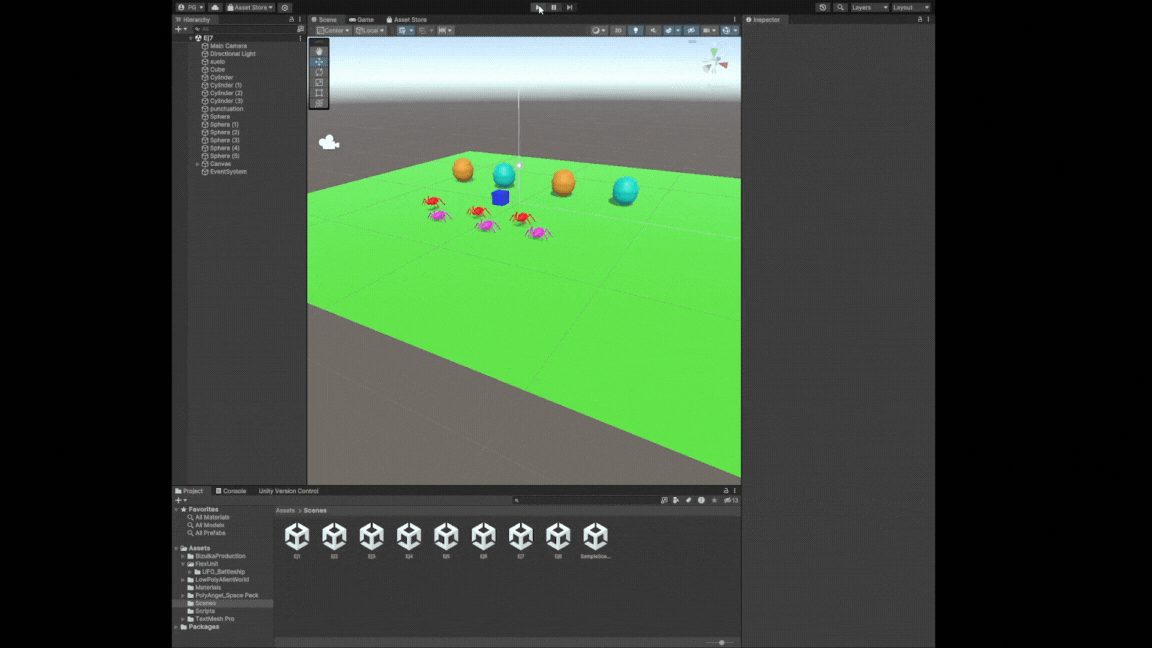 PG Asset Store Layers Layout
Hierarchy Scene Game Asset Store Inspector
All Center Local
Ej7
Main Camera
Directional Light
suelo
Cube
Cylinder
Cylinder (1)
Cylinder (2)
Cylinder (3)
punctuation
Sphere
Sphere (1)
Sphere (2)
Sphere (3)
Sphere (4)
Sphere (5)
Canvas
EventSystem
Project Console Unity Version Control
13
Favorites
All Materials
All Models
All Prefabs
Assets
BizulkaProduction
FlexUnit
UFO_Battleship
LowPolyAlienWorld
Materials
PolyAngel_Space Pack
Scenes
Scripts
TextMesh Pro
Packages
Assets > Scenes
Ej1 Ej2 Ej3 Ej4 Ej5 Ej6 Ej7 Ej8 SampleSce...